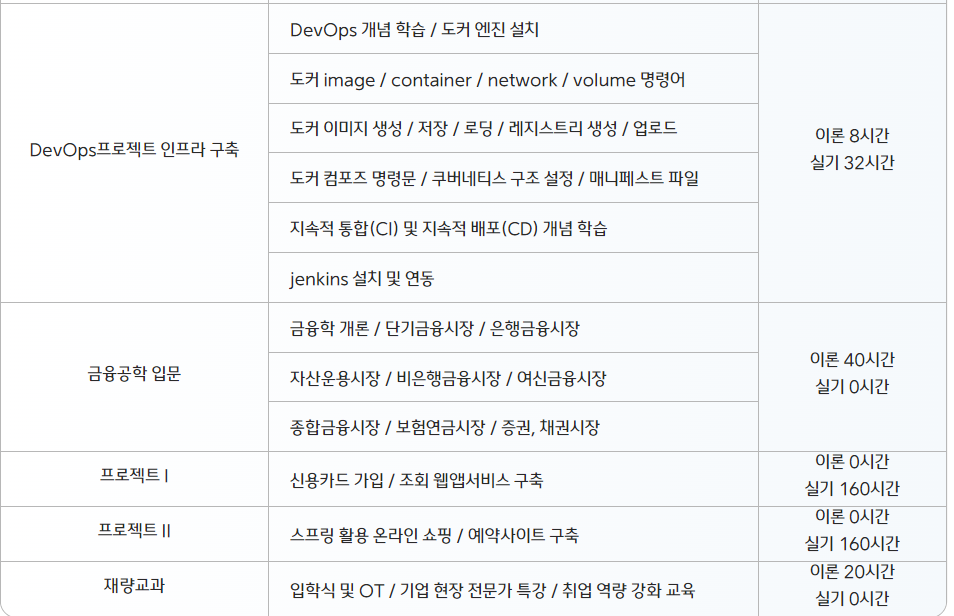 DevOps프로젝트 인프라 구축
DevOps 개념 학습 / 도커 엔진 설치
도커 image / container / network / volume 명령어
도커 이미지 생성 / 저장 / 로딩 / 레지스트리 생성 / 업로드
도커 컴포즈 명령문 / 쿠버네티스 구조 설정 / 매니페스트 파일
지속적 통합(CI) 및 지속적 배포(CD) 개념 학습
jenkins 설치 및 연동
이론 8시간
실기 32시간
금융공학 입문
금융학 개론 / 단기금융시장 / 은행금융시장
자산운용시장 / 비은행금융시장 / 여신금융시장
종합금융시장 / 보험연금시장 / 증권, 채권시장
이론 40시간
실기 0시간
프로젝트 I
신용카드 가입 / 조회 웹앱서비스 구축
이론 0시간
실기 160시간
프로젝트 II
스프링 활용 온라인 쇼핑 / 예약사이트 구축
이론 0시간
실기 160시간
재량교과
입학식 및 OT / 기업 현장 전문가 특강 / 취업 역량 강화 교육
이론 20시간
실기 0시간